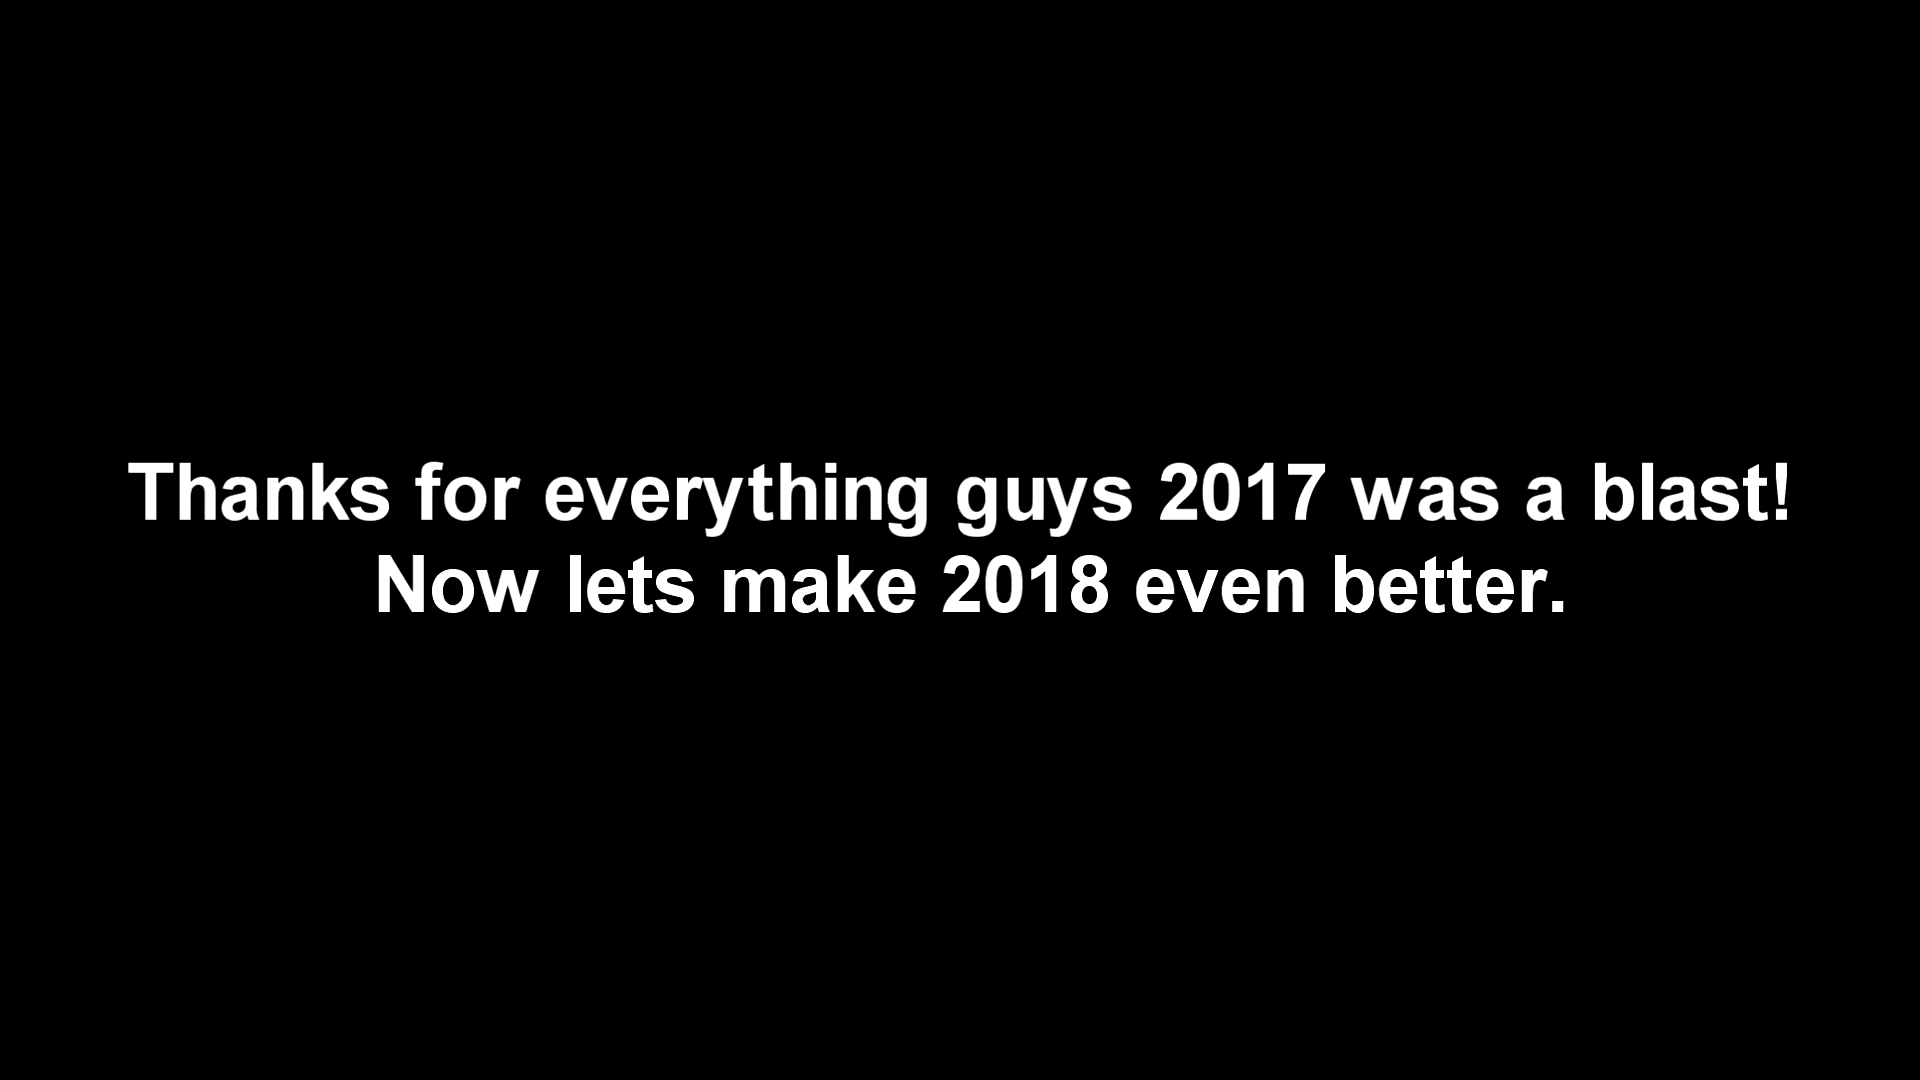 Thanks for everything guys 2017 was a blast!
Now lets make 2018 even better.